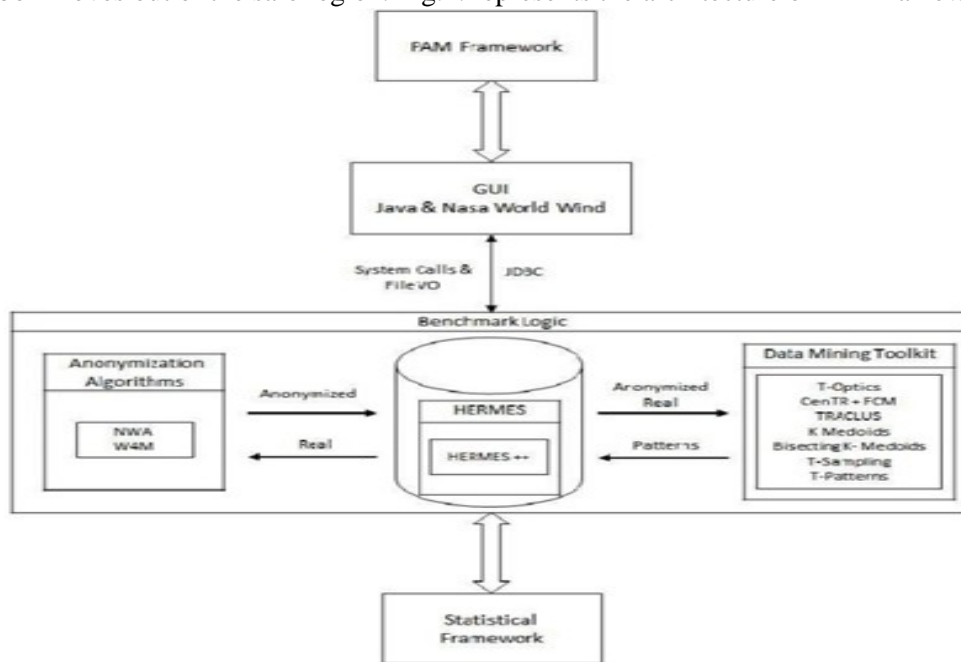 PAM Framework
GUI
Java & Nasa World Wind
System Calls &
File I/O
JDBC
Benchmark Logic
Anonymization
Algorithms
NWA
W4M
Anonymized
Real
HERMES
HERMES ++
Anonymized
Real
Patterns
Data Mining Toolkit
T-Optics
CenTR + FCM
TRACLUS
K Medoids
Bisecting K- Medoids
T-Sampling
T-Patterns
Statistical
Framework